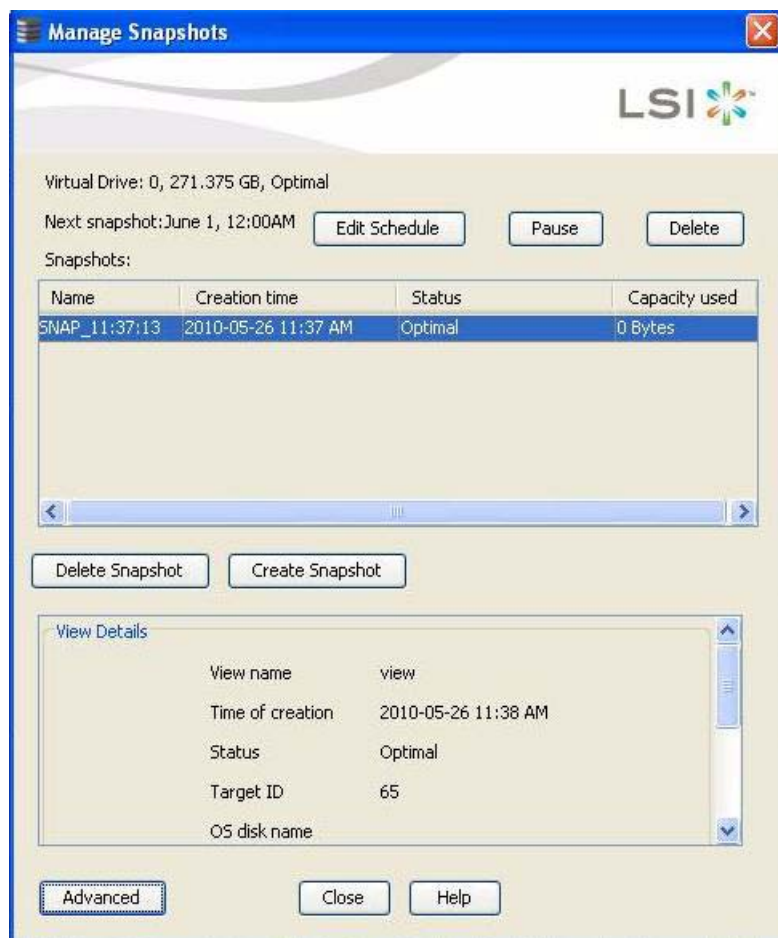 Manage Snapshots
LSI
Virtual Drive: 0, 271.375 GB, Optimal
Next snapshot:June 1, 12:00AM Edit Schedule Pause Delete
Snapshots:
Name Creation time Status Capacity used
SNAP_11:37:13 2010-05-26 11:37 AM Optimal 0 Bytes
Delete Snapshot Create Snapshot
View Details
View name view
Time of creation 2010-05-26 11:38 AM
Status Optimal
Target ID 65
OS disk name
Advanced Close Help